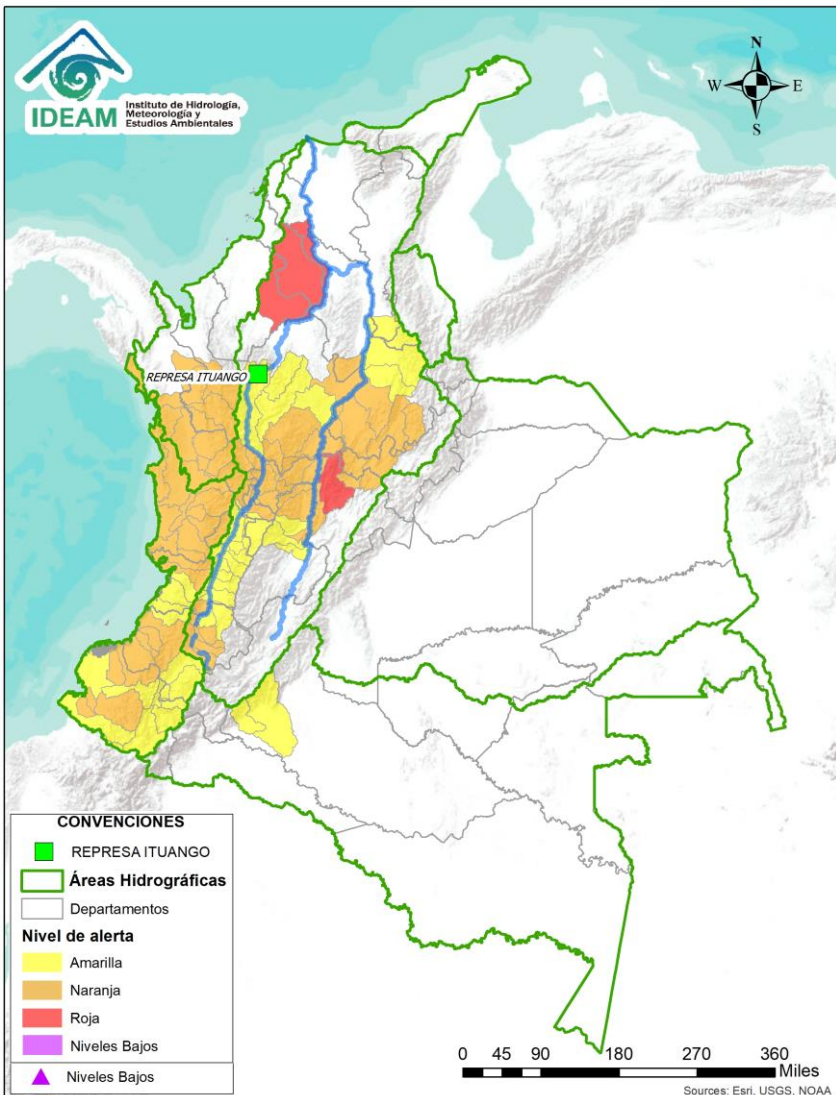 IDEAM
Instituto de Hidrología,
Meteorología y
Estudios Ambientales
N
W
E
S
REPRESA ITUANGO
CONVENCIONES
REPRESA ITUANGO
Áreas Hidrográficas
Departamentos
Nivel de alerta
Amarilla
Naranja
Roja
Niveles Bajos
Niveles Bajos
0 45 90 180 270 360
Miles
Sources: Esri, USGS, NOAA